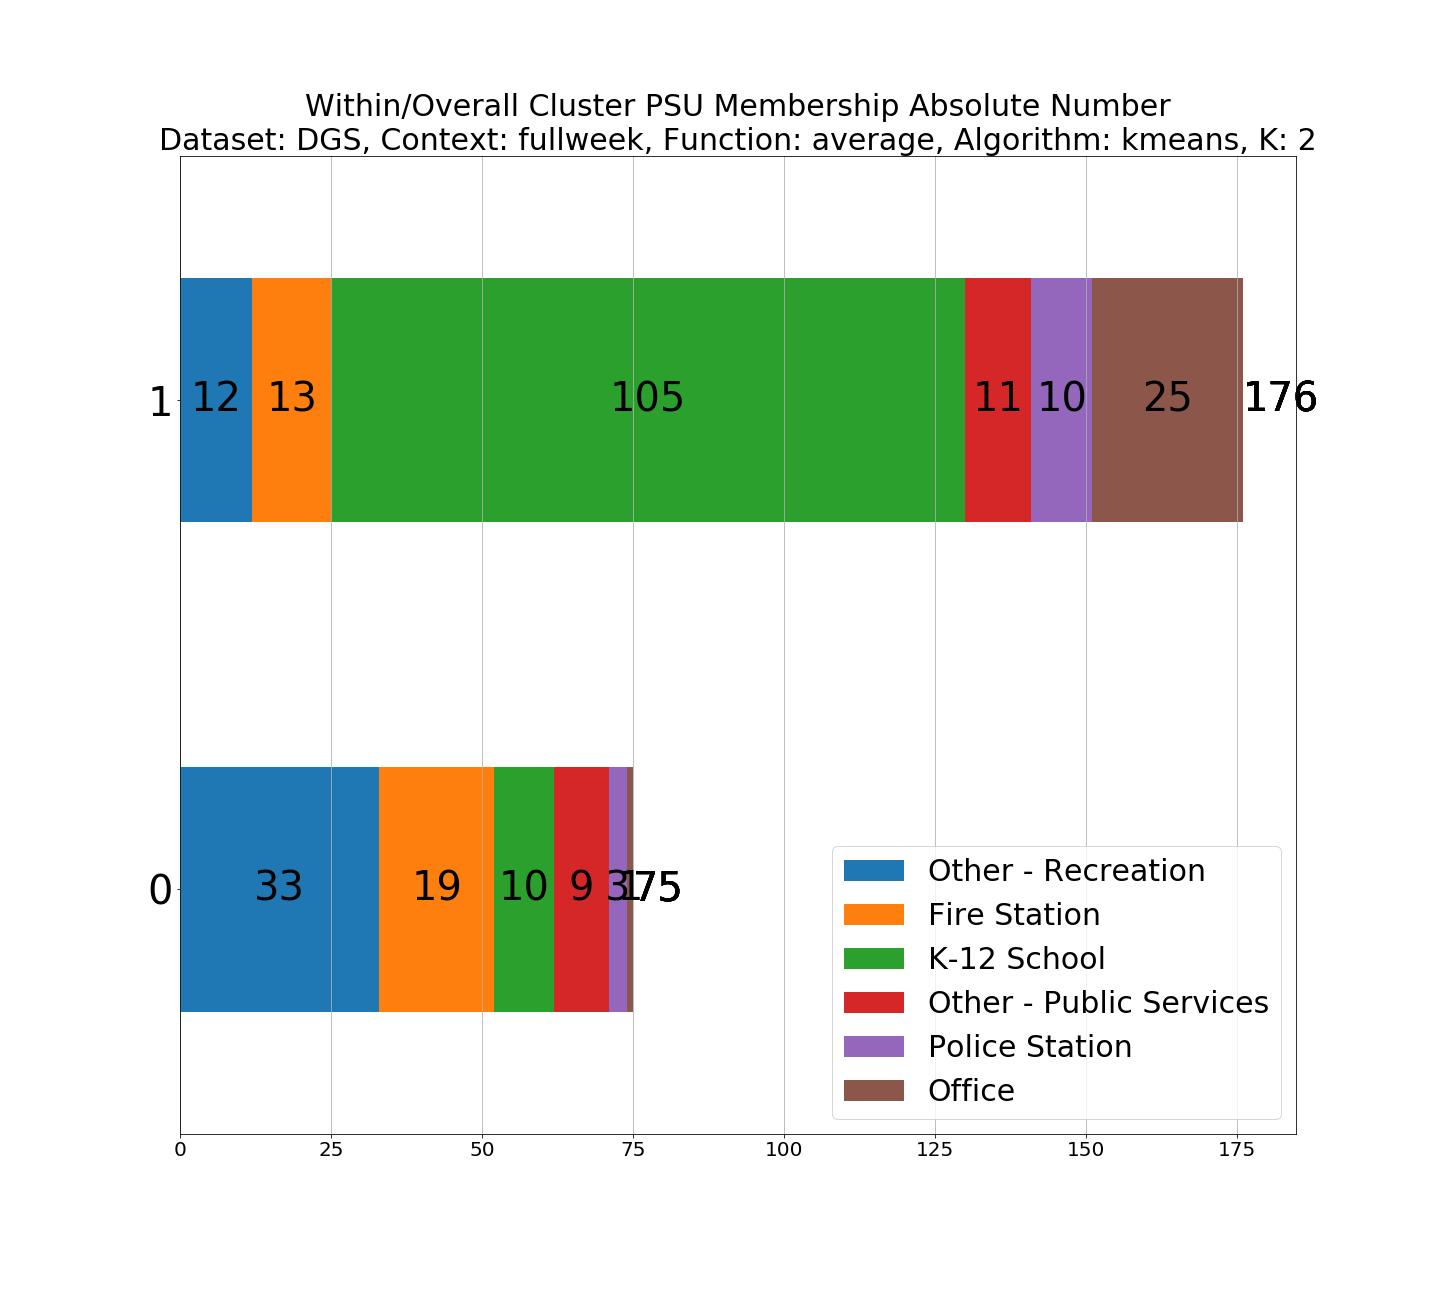 Within/Overall Cluster PSU Membership Absolute Number
Dataset: DGS, Context: fullweek, Function: average, Algorithm: kmeans, K: 2
1 12 13 105 11 10 25 176
0 33 19 10 9 3 1 75
Other - Recreation
Fire Station
K-12 School
Other - Public Services
Police Station
Office
0 25 50 75 100 125 150 175